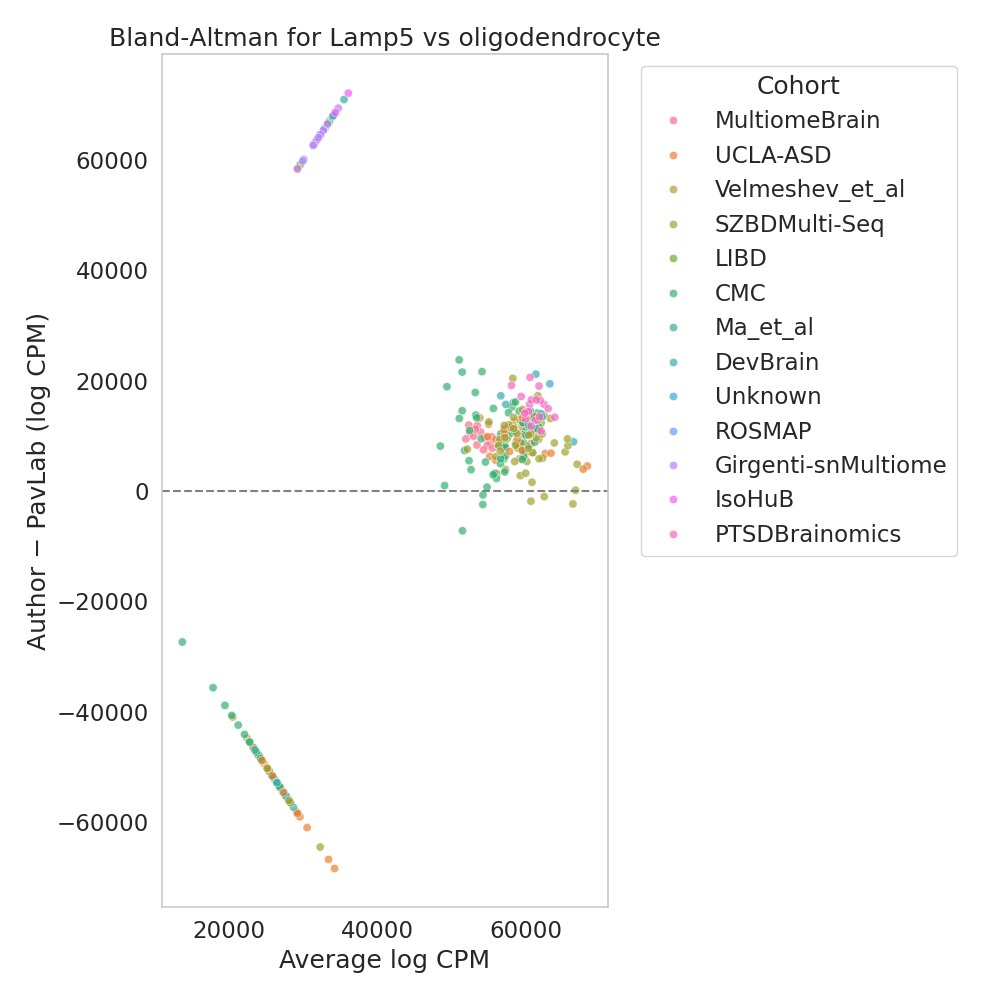 Bland-Altman for Lamp5 vs oligodendrocyte
Author − PavLab (log CPM)
60000
40000
20000
0
−20000
−40000
−60000
20000 40000 60000
Average log CPM
Cohort
MultiomeBrain
UCLA-ASD
Velmeshev_et_al
SZBDMulti-Seq
LIBD
CMC
Ma_et_al
DevBrain
Unknown
ROSMAP
Girgenti-snMultiome
IsoHuB
PTSDBrainomics